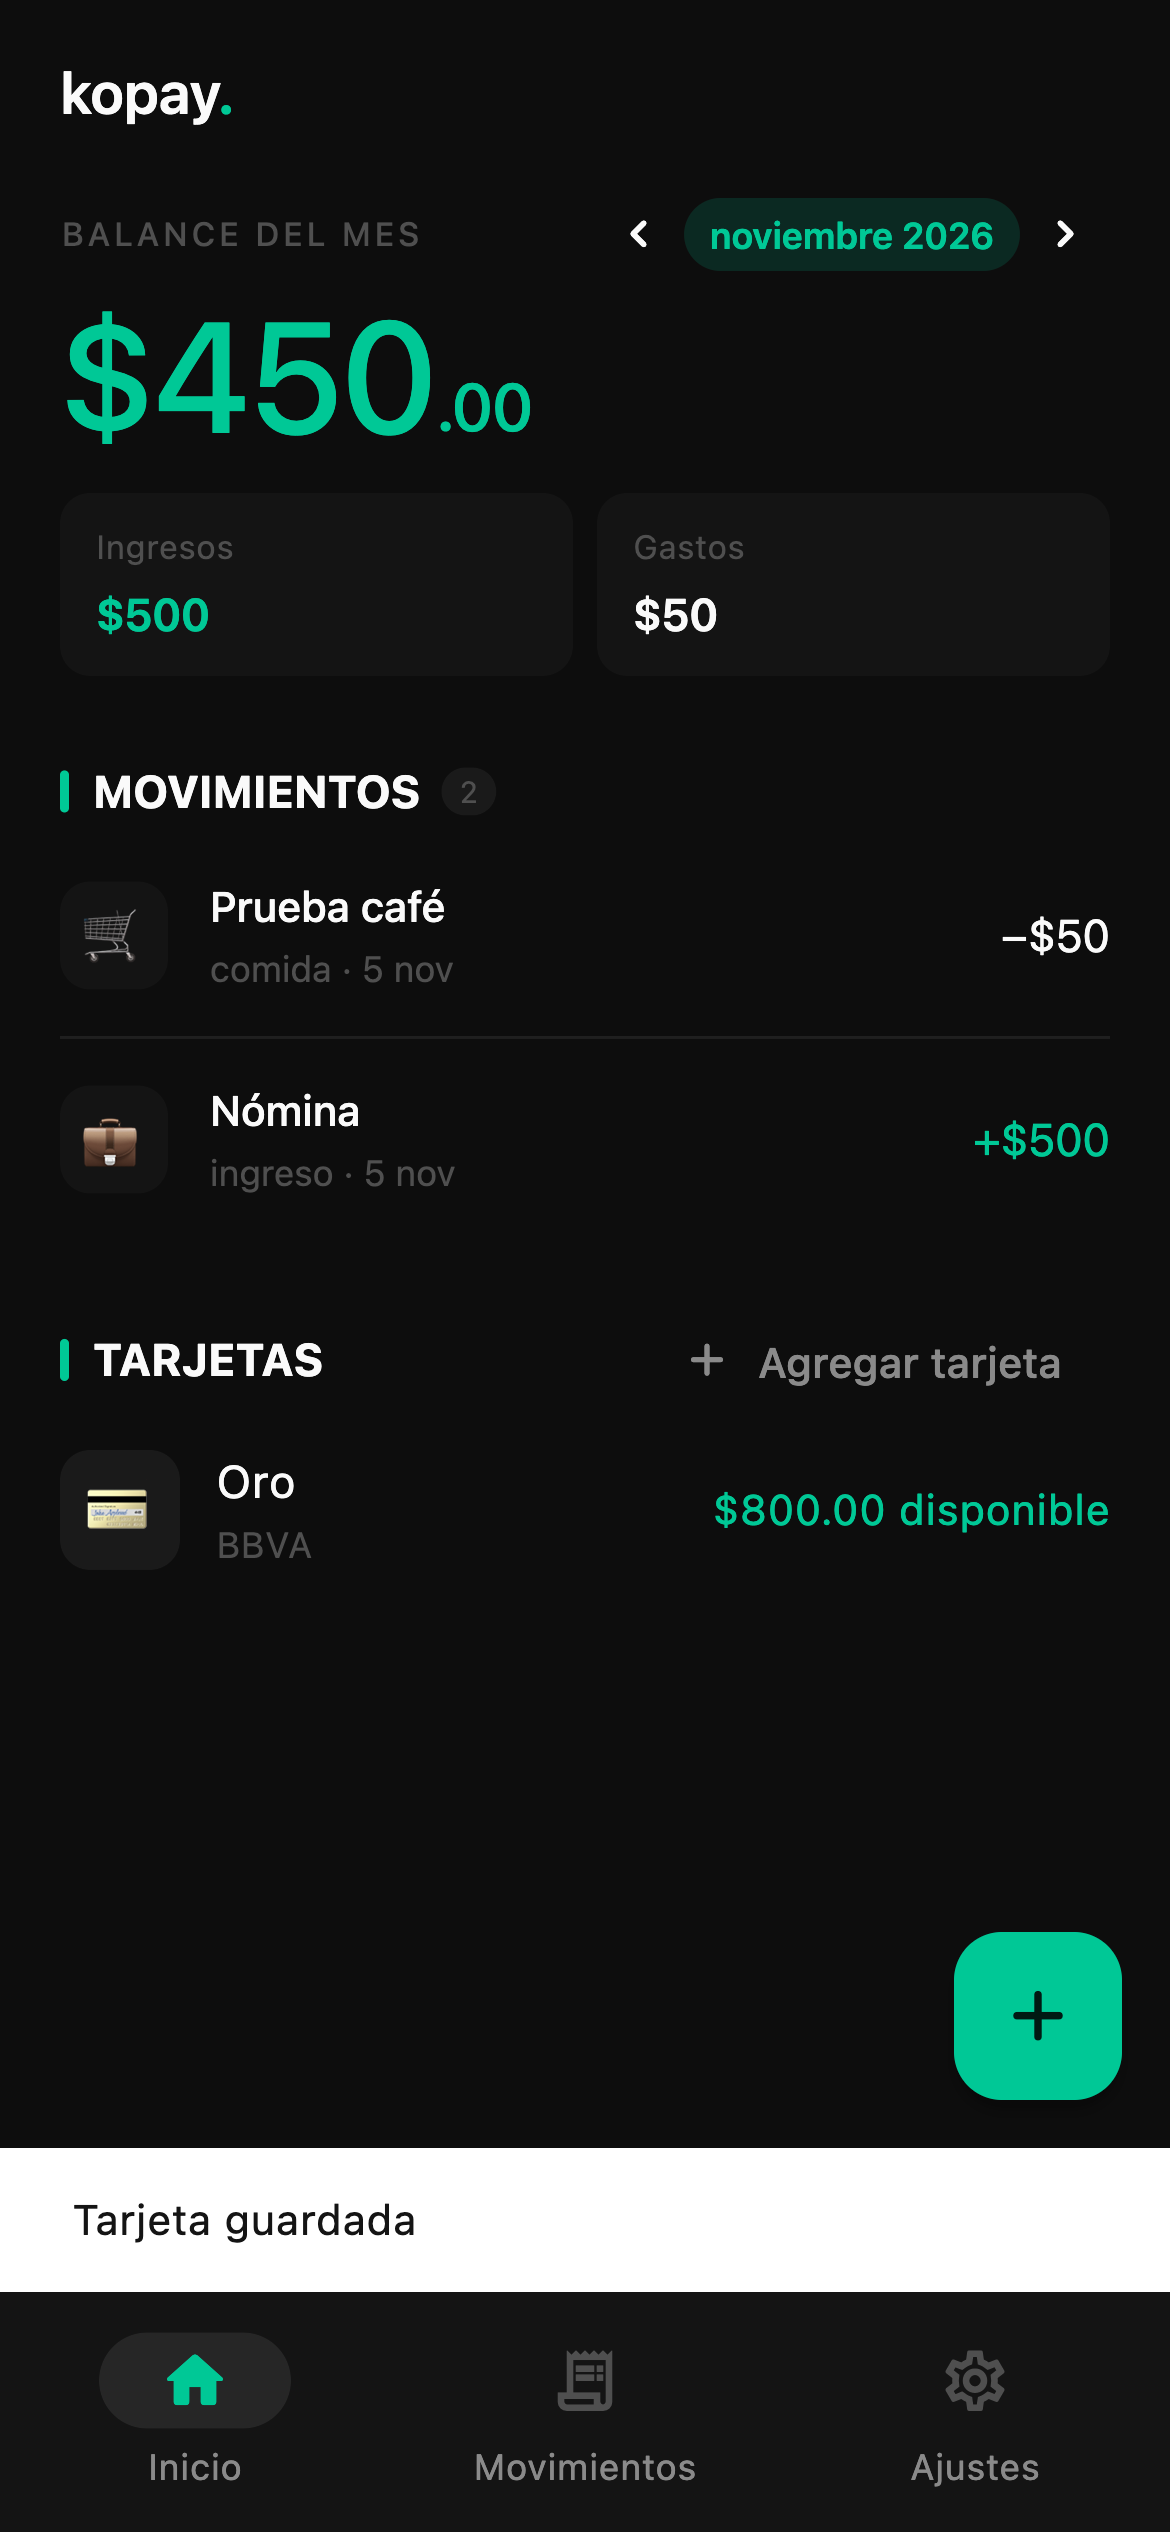 kopay.
BALANCE DEL MES
noviembre 2026
$450.00
Ingresos
$500
Gastos
$50
MOVIMIENTOS 2
Prueba café
comida · 5 nov
–$50
Nómina
ingreso · 5 nov
+$500
TARJETAS
Agregar tarjeta
Oro
BBVA
$800.00 disponible
Tarjeta guardada
Inicio
Movimientos
Ajustes